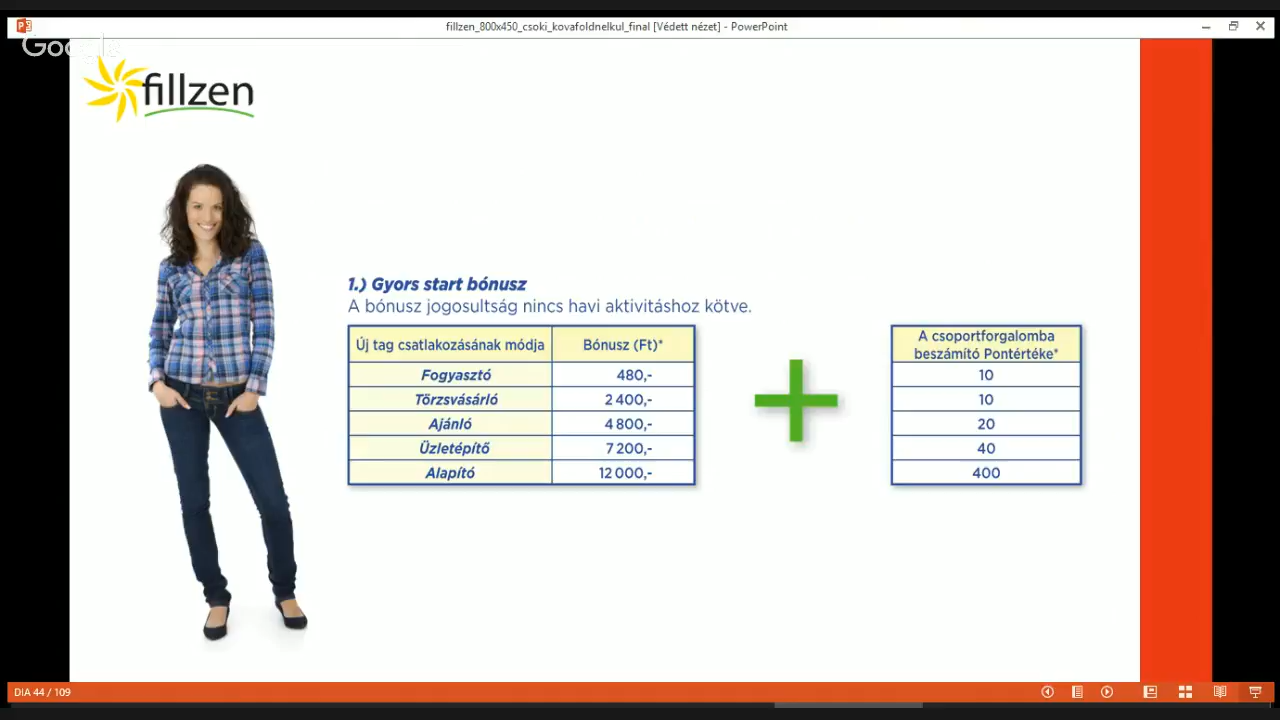 fillzen_800x450_csoki_kovafoldnelkul_final [Védett nézet] - PowerPoint
Google
fillzen
1.) Gyors start bónusz
A bónusz jogosultság nincs havi aktivitáshoz kötve.
Új tag csatlakozásának módja Bónusz (Ft)*
Fogyasztó 480,-
Törzsvásárló 2 400,-
Ajánló 4 800,-
Üzletépítő 7 200,-
Alapító 12 000,-
A csoportforgalomba
beszámító Pontértéke*
10
10
20
40
400
DIA 44 / 109